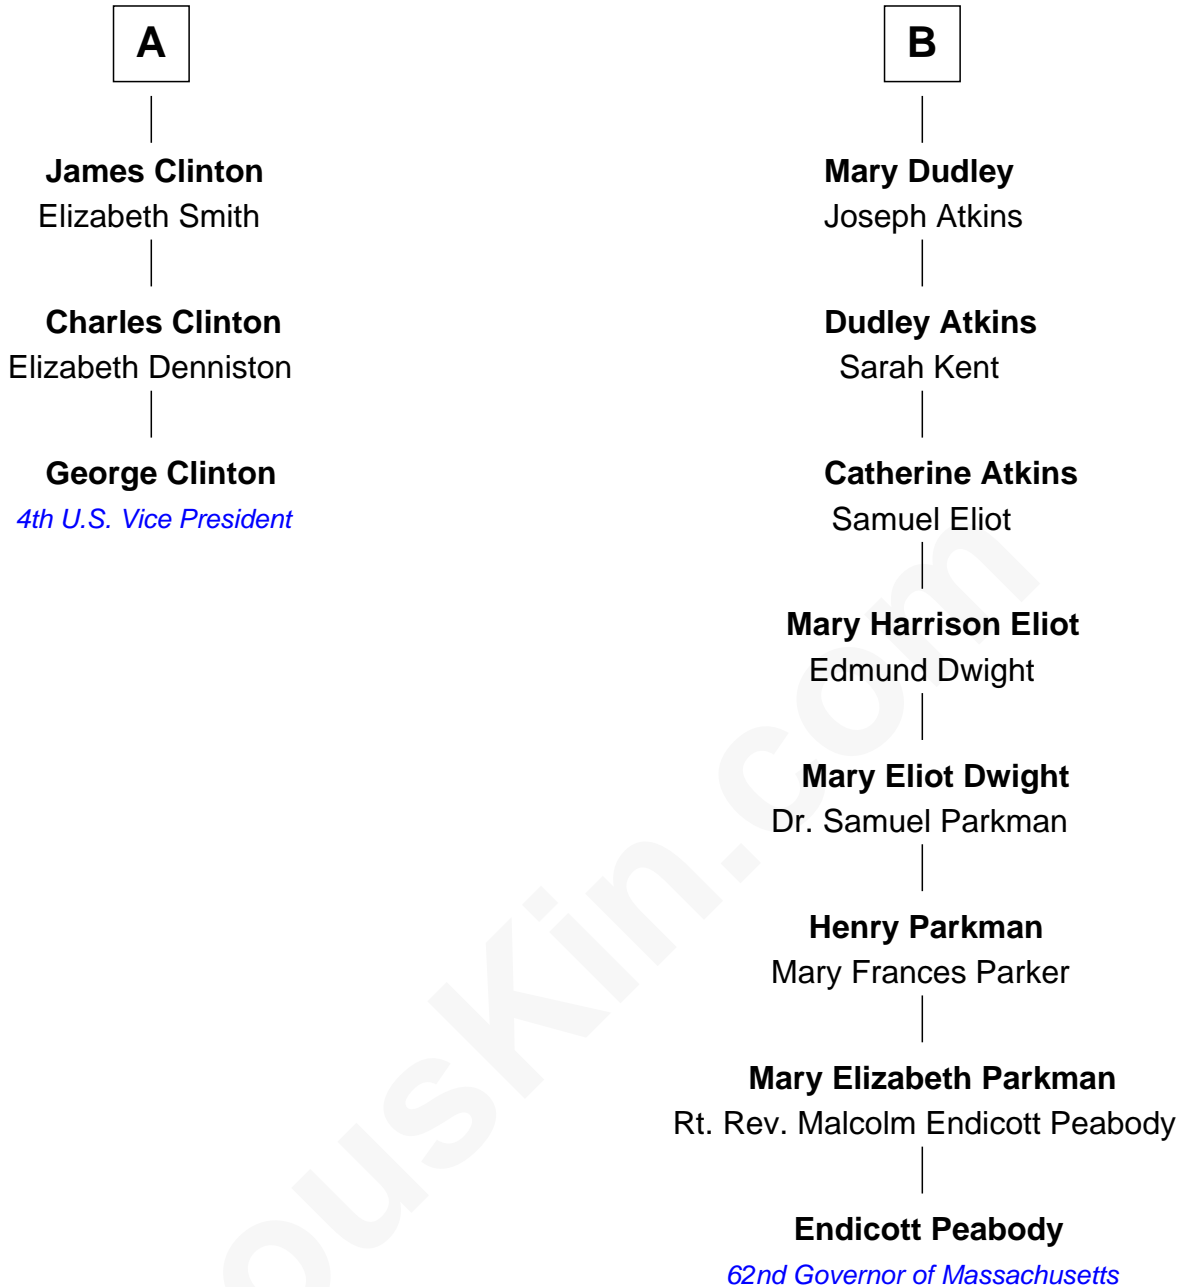 A
James Clinton
Elizabeth Smith
Charles Clinton
Elizabeth Denniston
George Clinton
4th U.S. Vice President
B
Mary Dudley
Joseph Atkins
Dudley Atkins
Sarah Kent
Catherine Atkins
Samuel Eliot
Mary Harrison Eliot
Edmund Dwight
Mary Eliot Dwight
Dr. Samuel Parkman
Henry Parkman
Mary Frances Parker
Mary Elizabeth Parkman
Rt. Rev. Malcolm Endicott Peabody
Endicott Peabody
62nd Governor of Massachusetts
ousKin.com